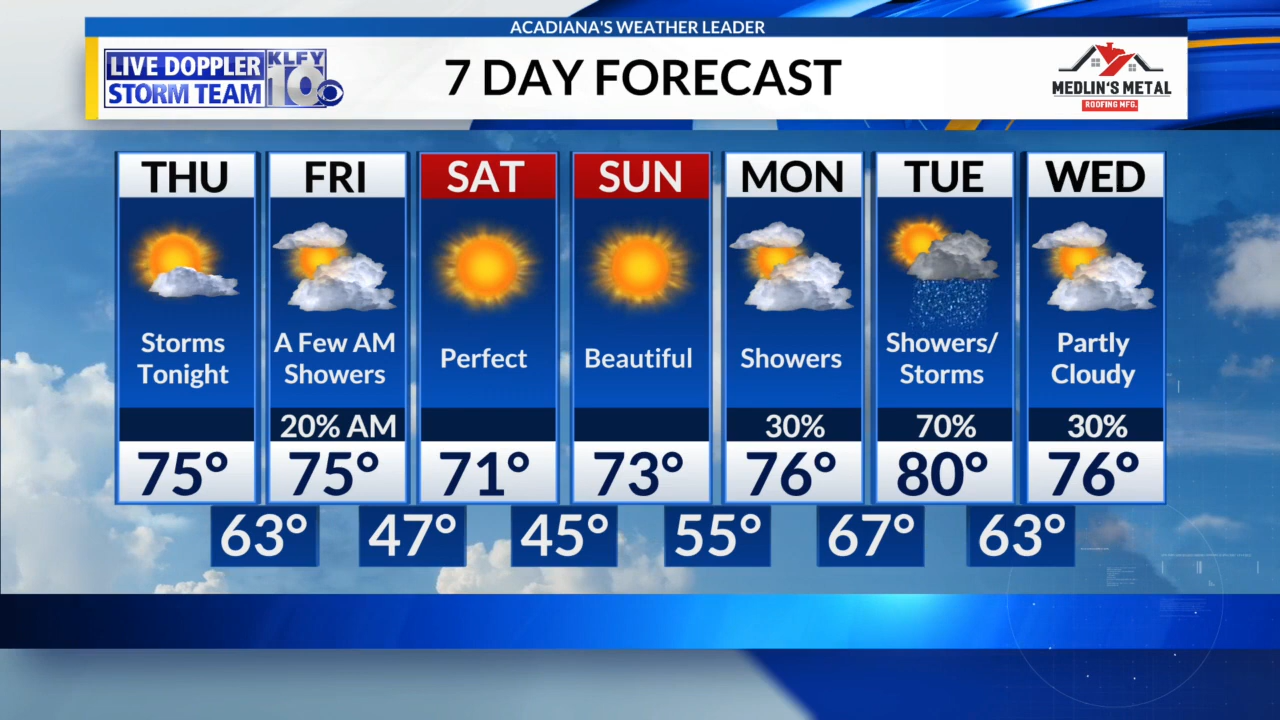 ACADIANA'S WEATHER LEADER
LIVE DOPPLER
STORM TEAM
KLFY
10
7 DAY FORECAST
MEDLIN'S METAL
ROOFING MFG.
THU
FRI
SAT
SUN
MON
TUE
WED
Storms
Tonight
A Few AM
Showers
Perfect
Beautiful
Showers
Showers/
Storms
Partly
Cloudy
20% AM
30%
70%
30%
75°
75°
71°
73°
76°
80°
76°
63°
47°
45°
55°
67°
63°